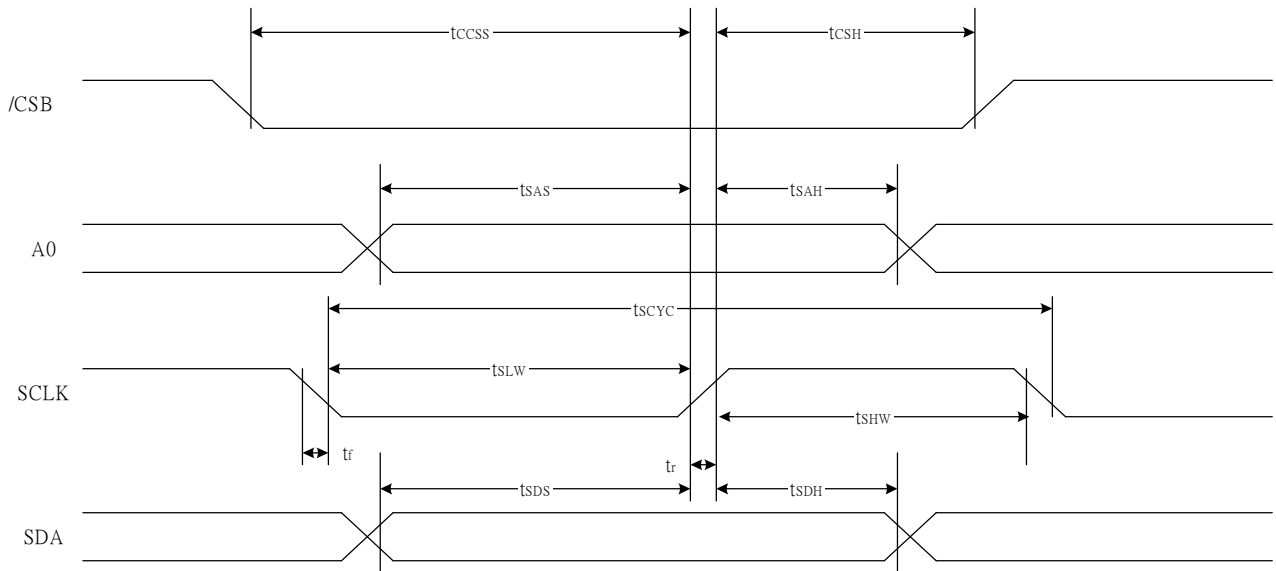 tCCSS tCSH
/CSB
tSAS tSAH
A0
tSCYC
tSLW
SCLK
tSHW
tf tr
tSDS tSDH
SDA